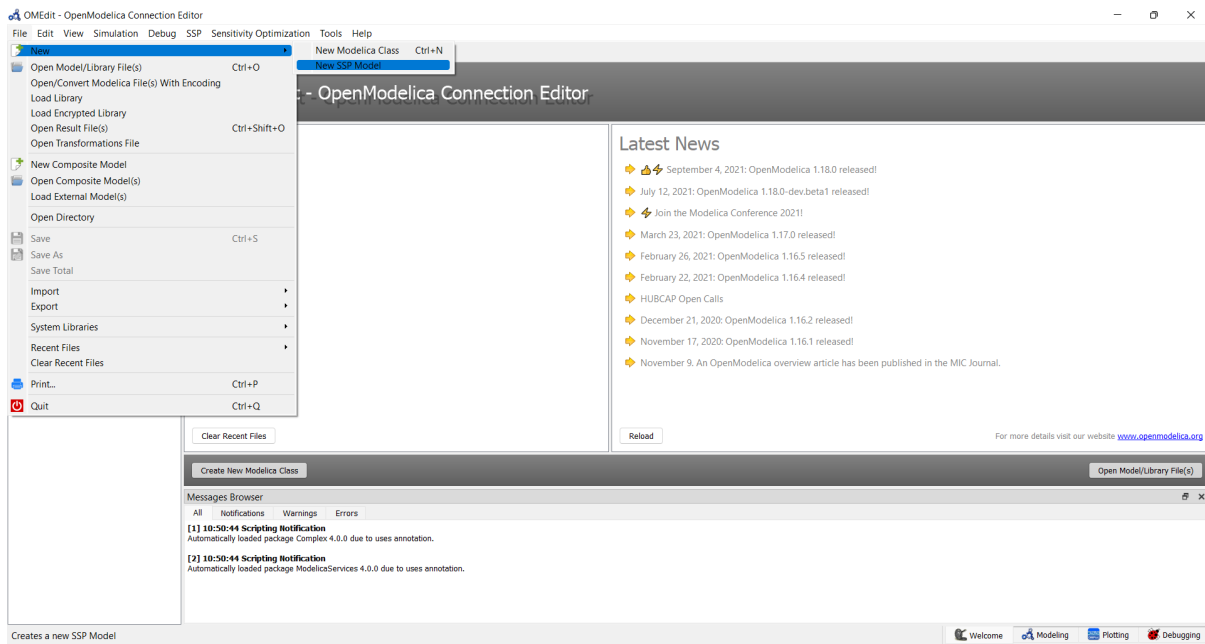 OMEdit - OpenModelica Connection Editor
File Edit View Simulation Debug SSP Sensitivity Optimization Tools Help
New
New Modelica Class Ctrl+N
New SSP Model
Open Model/Library File(s) Ctrl+O
Open/Convert Modelica File(s) With Encoding
Load Library
Load Encrypted Library
Open Result File(s) Ctrl+Shift+O
Open Transformations File
New Composite Model
Open Composite Model(s)
Load External Model(s)
Open Directory
Save Ctrl+S
Save As
Save Total
Import
Export
System Libraries
Recent Files
Clear Recent Files
Print... Ctrl+P
Quit Ctrl+Q
- OpenModelica Connection Editor
Latest News
September 4, 2021: OpenModelica 1.18.0 released!
July 12, 2021: OpenModelica 1.18.0-dev.beta1 released!
Join the Modelica Conference 2021!
March 23, 2021: OpenModelica 1.17.0 released!
February 26, 2021: OpenModelica 1.16.5 released!
February 22, 2021: OpenModelica 1.16.4 released!
HUBCAP Open Calls
December 21, 2020: OpenModelica 1.16.2 released!
November 17, 2020: OpenModelica 1.16.1 released!
November 9. An OpenModelica overview article has been published in the MIC Journal.
Clear Recent Files
Reload
For more details visit our website www.openmodelica.org
Create New Modelica Class
Open Model/Library File(s)
Messages Browser
All Notifications Warnings Errors
[1] 10:50:44 Scripting Notification
Automatically loaded package Complex 4.0.0 due to uses annotation.
[2] 10:50:44 Scripting Notification
Automatically loaded package ModelicaServices 4.0.0 due to uses annotation.
Creates a new SSP Model
Welcome Modeling Plotting Debugging